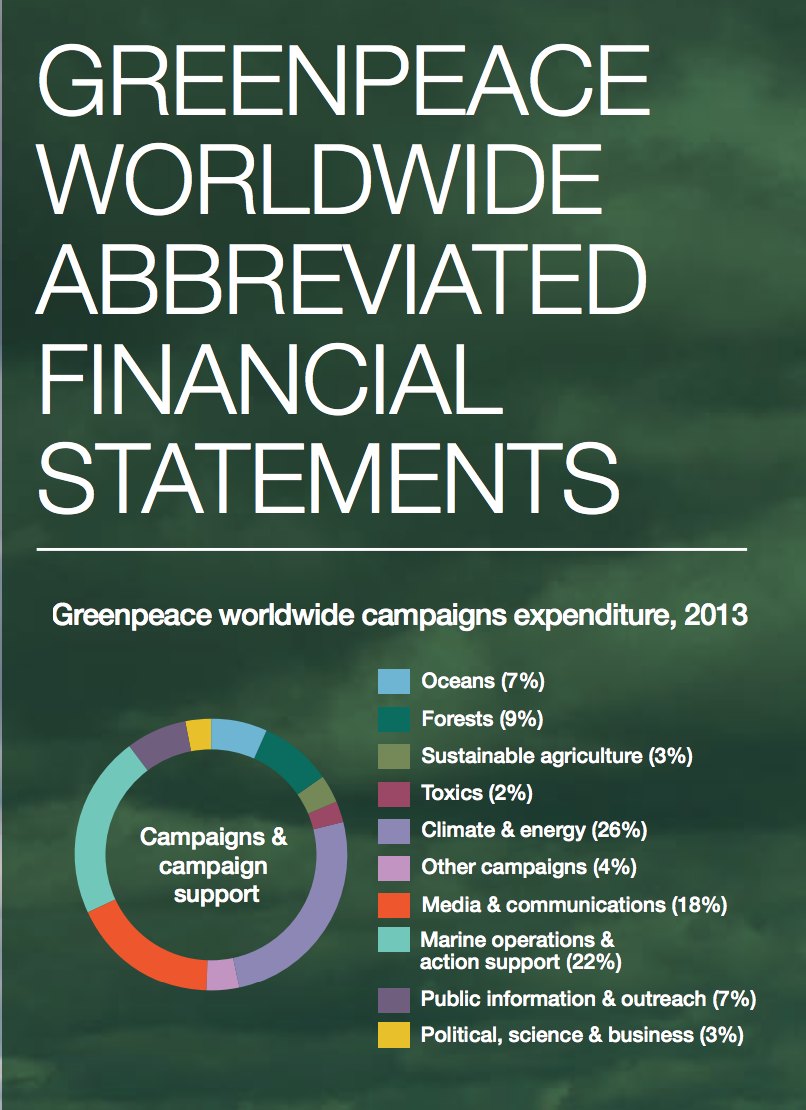 GREENPEACE
WORLDWIDE
ABBREVIATED
FINANCIAL
STATEMENTS
Greenpeace worldwide campaigns expenditure, 2013
Campaigns &
campaign
support
Oceans (7%)
Forests (9%)
Sustainable agriculture (3%)
Toxics (2%)
Climate & energy (26%)
Other campaigns (4%)
Media & communications (18%)
Marine operations &
action support (22%)
Public information & outreach (7%)
Political, science & business (3%)